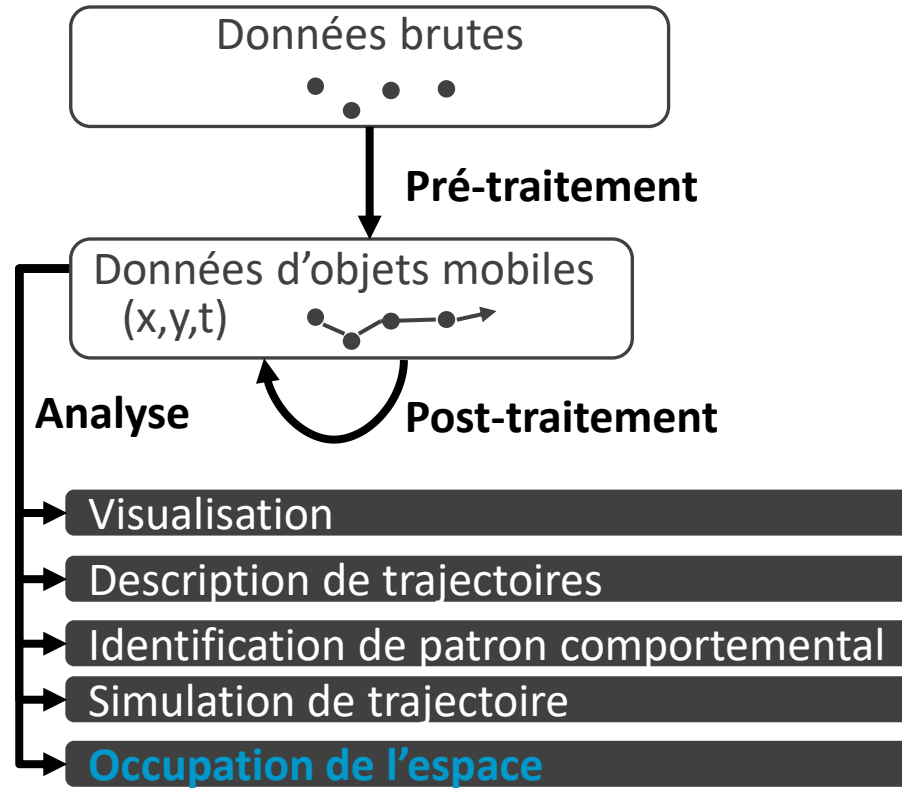 Données brutes
Pré-traitement
Données d'objets mobiles
(x,y,t)
Analyse
Post-traitement
Visualisation
Description de trajectoires
Identification de patron comportemental
Simulation de trajectoire
Occupation de l'espace